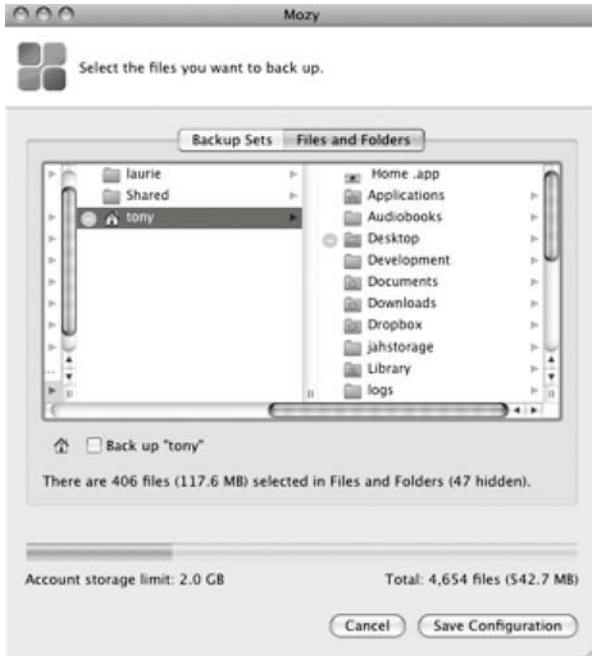 Mozy
Select the files you want to back up.
Backup Sets Files and Folders
laurie
Shared
tony
Home .app
Applications
Audiobooks
Desktop
Development
Documents
Downloads
Dropbox
jahstorage
Library
logs
...
Back up "tony"
There are 406 files (117.6 MB) selected in Files and Folders (47 hidden).
Account storage limit: 2.0 GB Total: 4,654 files (542.7 MB)
Cancel Save Configuration